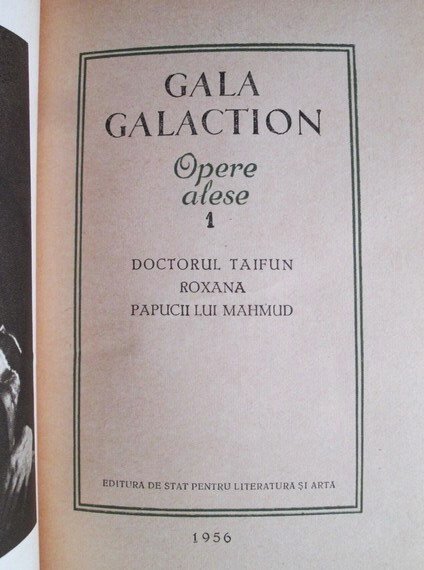 GALA
GALACTION
Opere
alese
1
DOCTORUL TAIFUN
ROXANA
PAPUCII LUI MAHMUD
EDITURA DE STAT PENTRU LITERATURA ȘI ARTA
1956